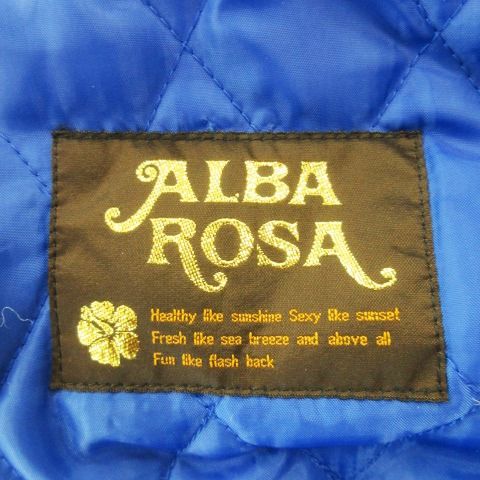 ALBA
ROSA
Healthy like sunshine Sexy like sunset
Fresh like sea breeze and above all
Fun like flash back